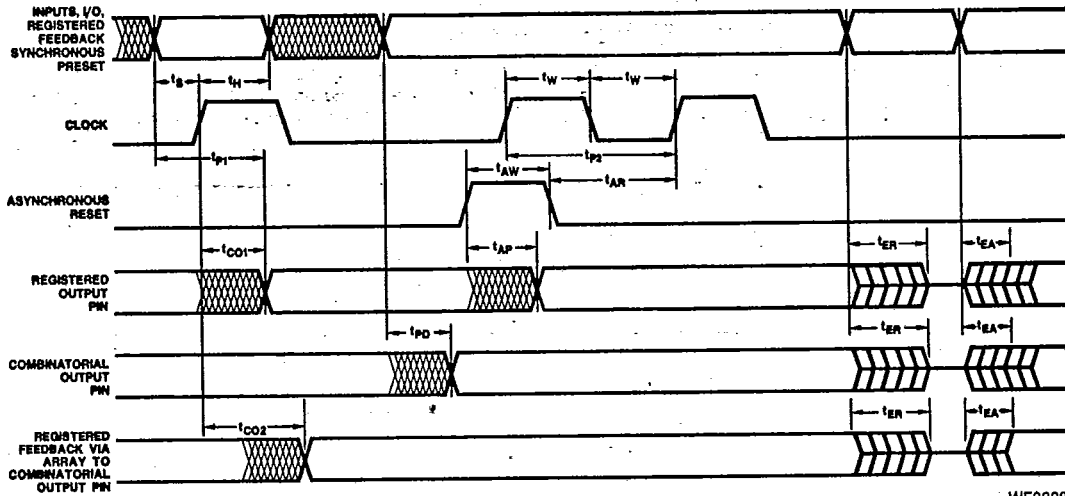 INPUTS, I/O,
REGISTERED
FEEDBACK
SYNCHRONOUS
PRESET
tS
tH
tW
tW
CLOCK
tP1
tP2
tAW
tAR
ASYNCHRONOUS
RESET
tCO1
tAP
tER
tEA
REGISTERED
OUTPUT
PIN
tPD
tER
tEA
COMBINATORIAL
OUTPUT
PIN
tCO2
tER
tEA
REGISTERED
FEEDBACK VIA
ARRAY TO
COMBINATORIAL
OUTPUT PIN